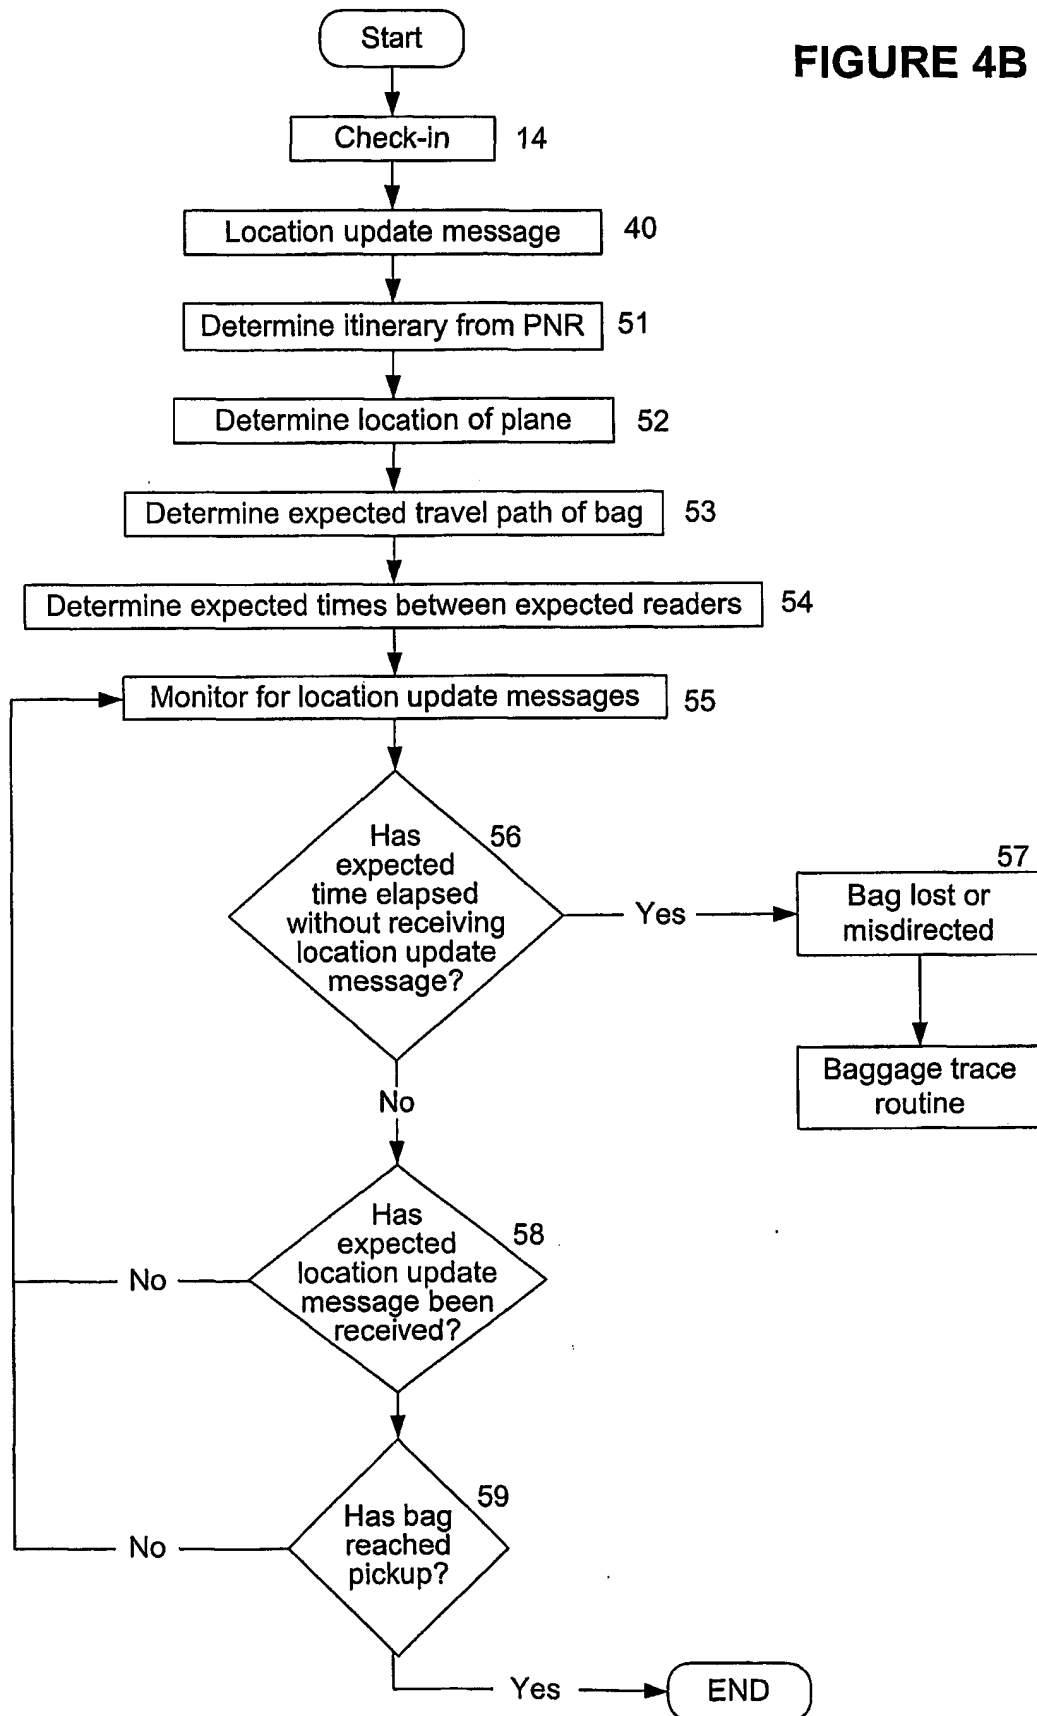 Start
FIGURE 4B
Check-in
14
Location update message
40
Determine itinerary from PNR
51
Determine location of plane
52
Determine expected travel path of bag
53
Determine expected times between expected readers
54
Monitor for location update messages
55
Has
expected
time elapsed
without receiving
location update
message?
56
Yes
57
Bag lost or
misdirected
Baggage trace
routine
No
Has
expected
location update
message been
received?
58
No
Has bag
reached
pickup?
59
No
Yes
END